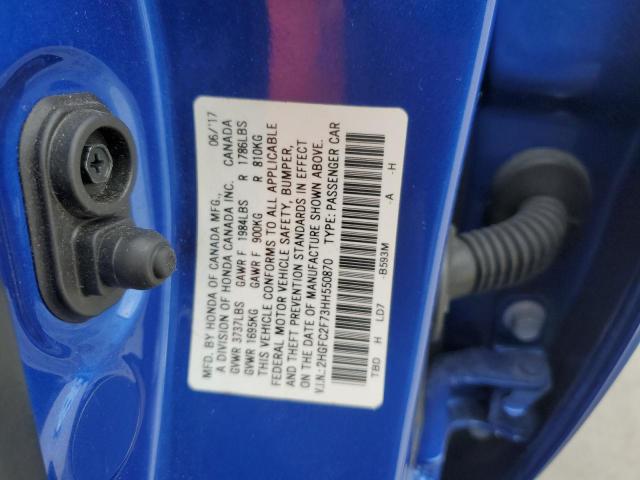 MFD. BY HONDA OF CANADA MFG., 06/'17
A DIVISION OF HONDA CANADA INC. CANADA
GVWR 3737LBS GAWR F 1984LBS R 1786LBS
GVWR 1695KG GAWR F 900KG R 810KG
THIS VEHICLE CONFORMS TO ALL APPLICABLE
FEDERAL MOTOR VEHICLE SAFETY, BUMPER,
AND THEFT PREVENTION STANDARDS IN EFFECT
ON THE DATE OF MANUFACTURE SHOWN ABOVE.
V.I.N.:2HGFC2F73HH550870 TYPE: PASSENGER CAR
TBD H LD7 -B593M -A -H